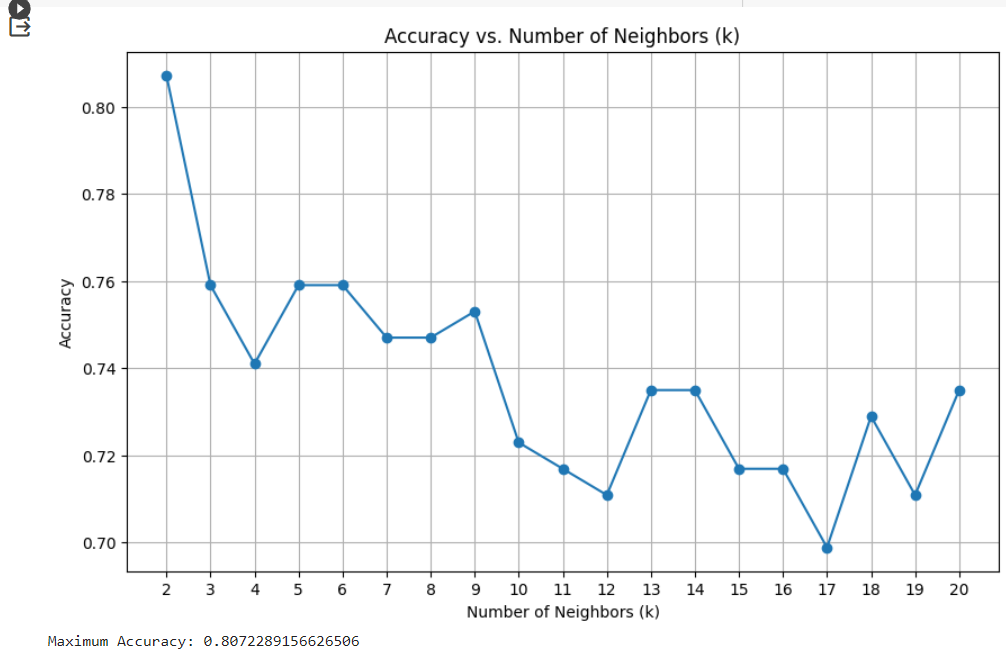 Accuracy vs. Number of Neighbors (k)
Accuracy
0.80
0.78
0.76
0.74
0.72
0.70
2 3 4 5 6 7 8 9 10 11 12 13 14 15 16 17 18 19 20
Number of Neighbors (k)
Maximum Accuracy: 0.8072289156626506